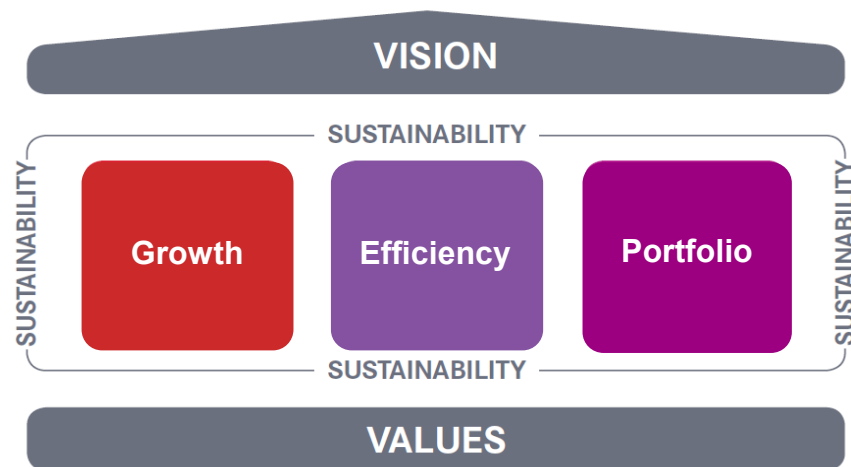 VISION
SUSTAINABILITY
SUSTAINABILITY
Growth
Efficiency
Portfolio
SUSTAINABILITY
SUSTAINABILITY
VALUES